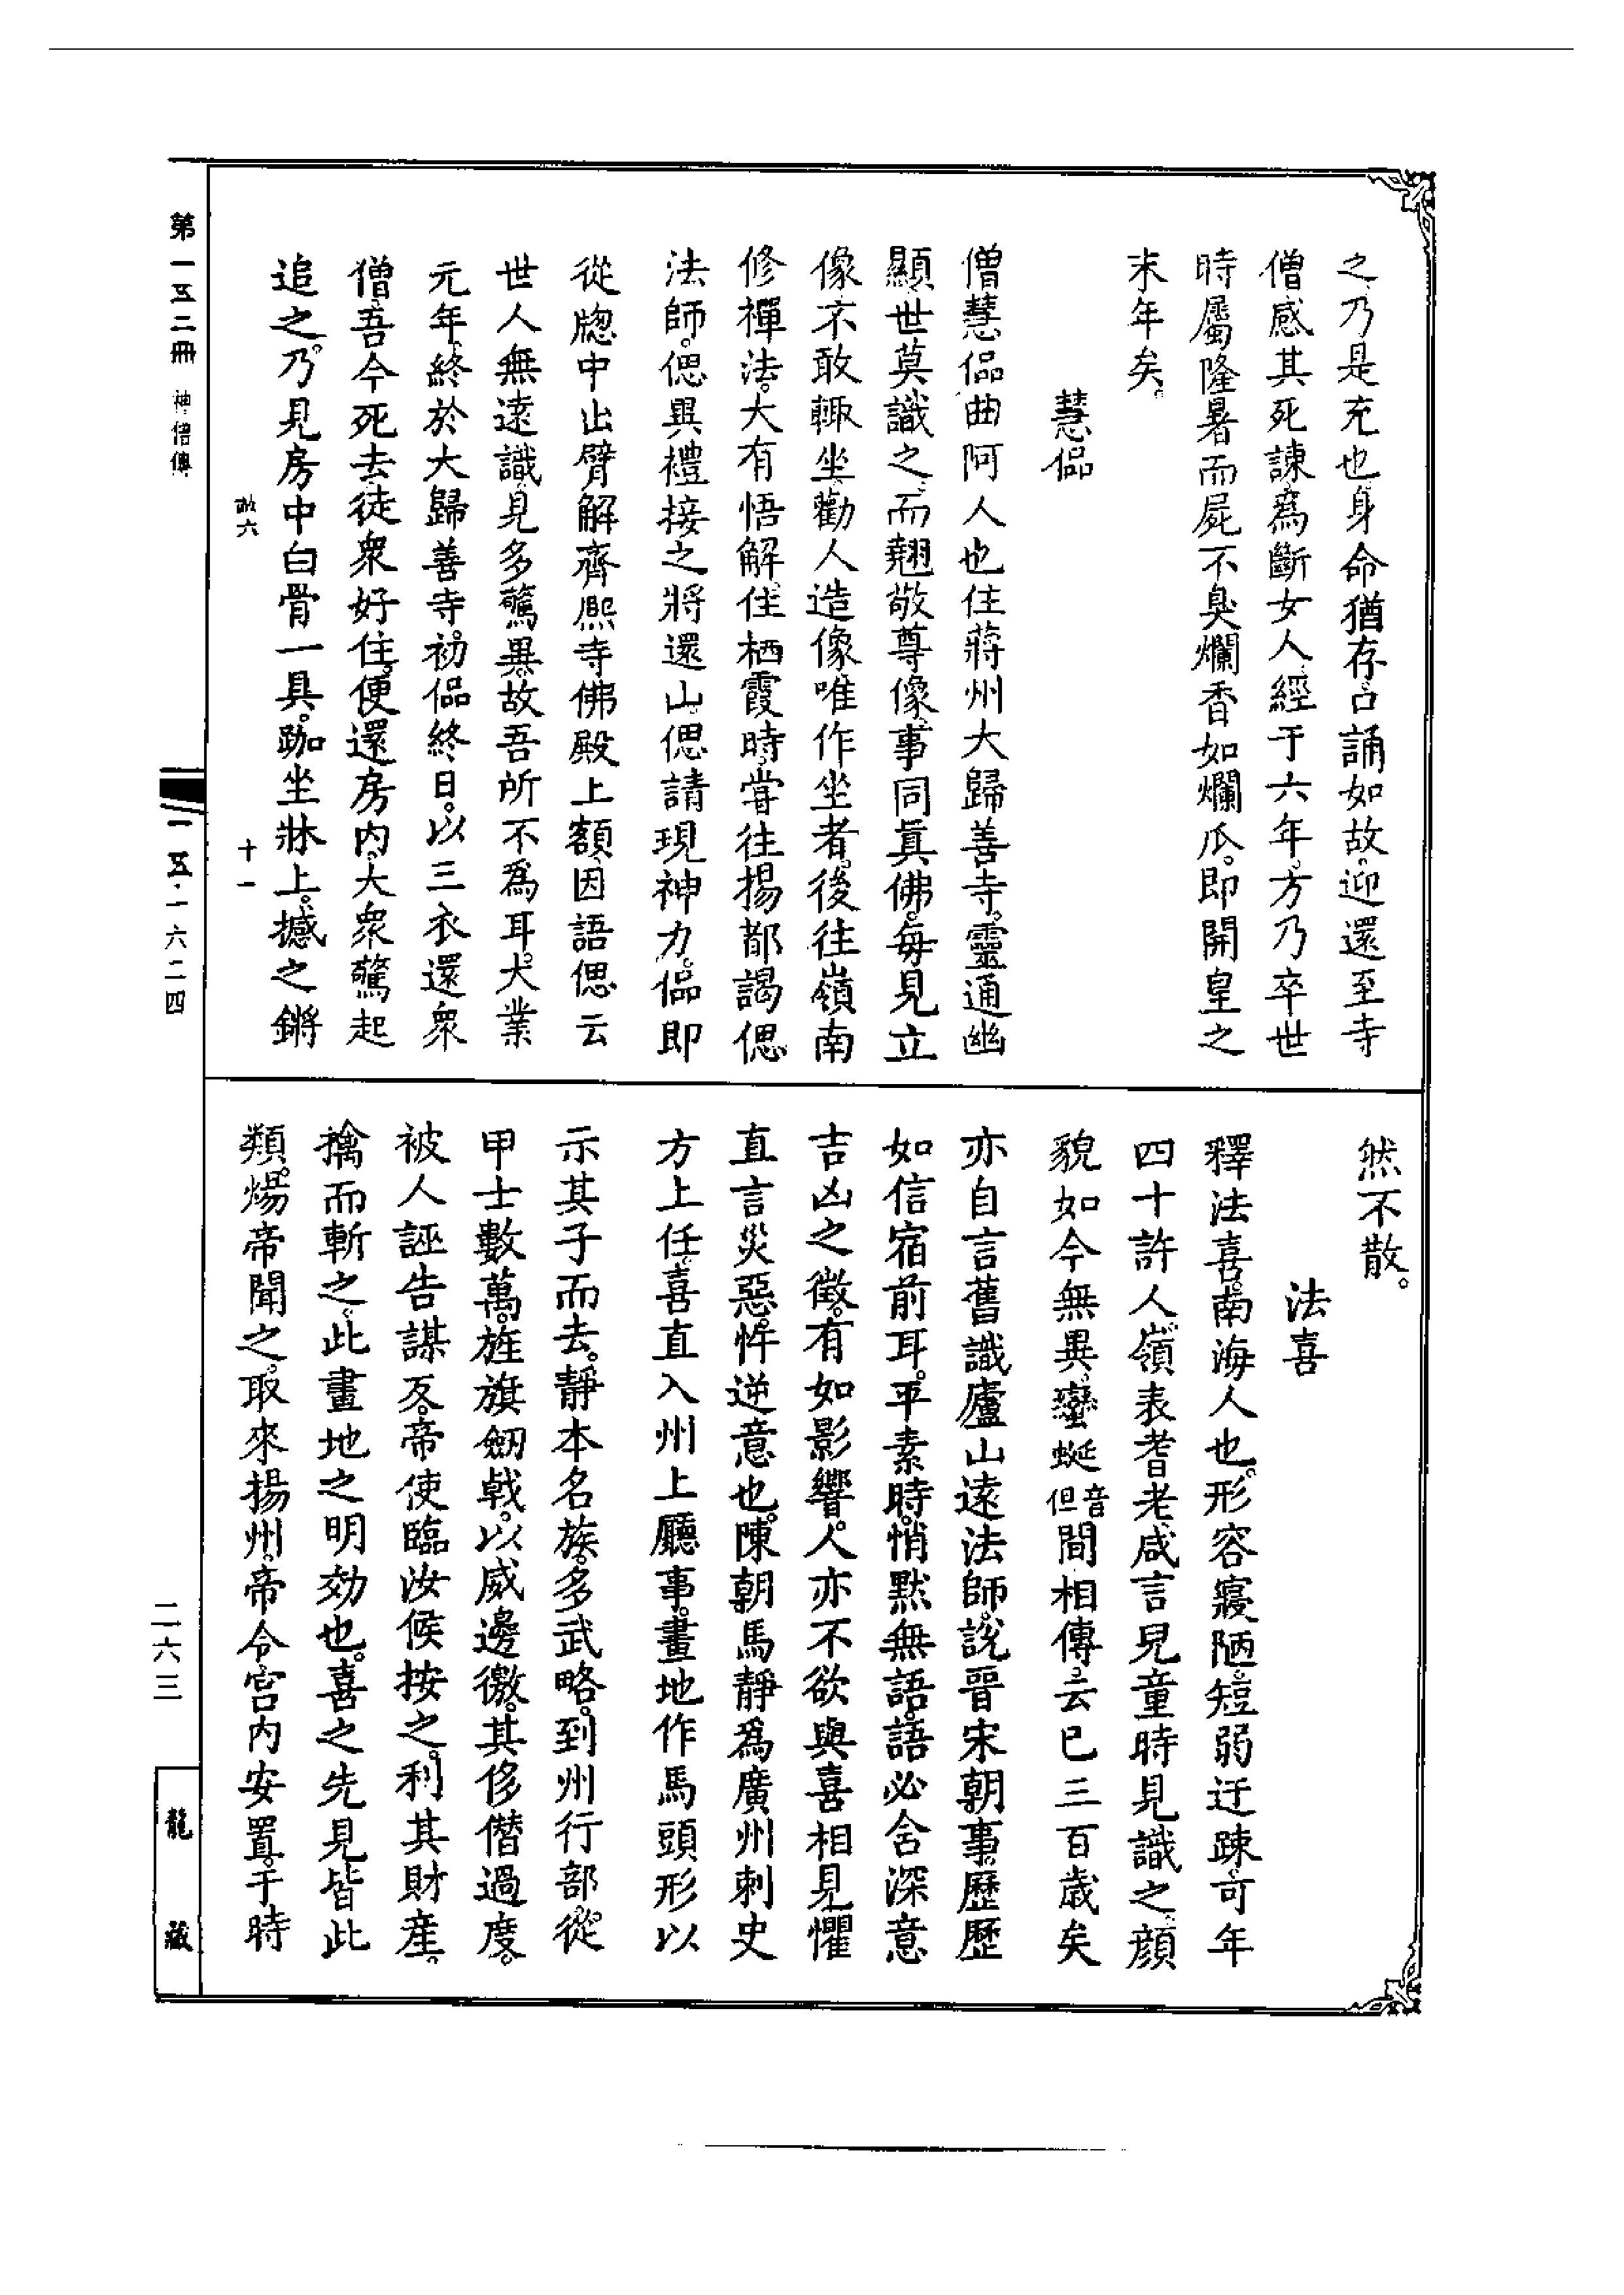 之乃是充也身命猶存言誦如故迎還至寺
僧感其死諫為斷女人經于六年方乃卒世
時屬隆暑而屍不臭爛香如爛瓜即開皇之
末年矣
慧偘
僧慧偘曲阿人也住蔣州大歸善寺靈通幽
顯世莫識之而翹敬尊像事同真佛每見立
像不敢輒坐勸人造像唯作坐者後往嶺南
修禪法大有悟解住栖霞時嘗往揚都謁偲
法師偲異禮接之將還山偲請現神力偘即
從牕中出臂解齊熙寺佛殿上額因語偲云
世人無遠識見多驚異故吾所不為耳大業
元年終於大歸善寺初偘終日以三衣還眾
僧吾今死去徒眾好住便還房內大眾驚起
追之乃見房中白骨一具跏坐牀上撼之鏘
然不散。
法喜
釋法喜南海人也形容寢陋短弱迂疎可年
四十許人嶺表耆老咸言兒童時見識之顏
貌如今無異蠻蜒音但間相傳云已三百歲矣
亦自言舊識廬山遠法師說晉宋朝事歷歷
如信宿前耳平素時悄默無語語必含深意
吉凶之徵有如影響人亦不欲與喜相見懼
直言災惡忤逆意也陳朝馬靜為廣州刺史
方上任喜直入州上廳事畫地作馬頭形以
示其子而去靜本名族多武略到州行部從
甲士數萬旌旗劒戟以威邊徼其侈僭過度
被人誣告謀反帝使臨汝候按之利其財產
擒而斬之此畫地之明効也喜之先見皆此
類煬帝聞之取來揚州帝令宮內安置于時
第一五二冊 神僧傳
六 十一
一五·一六二四
二六三
龍藏